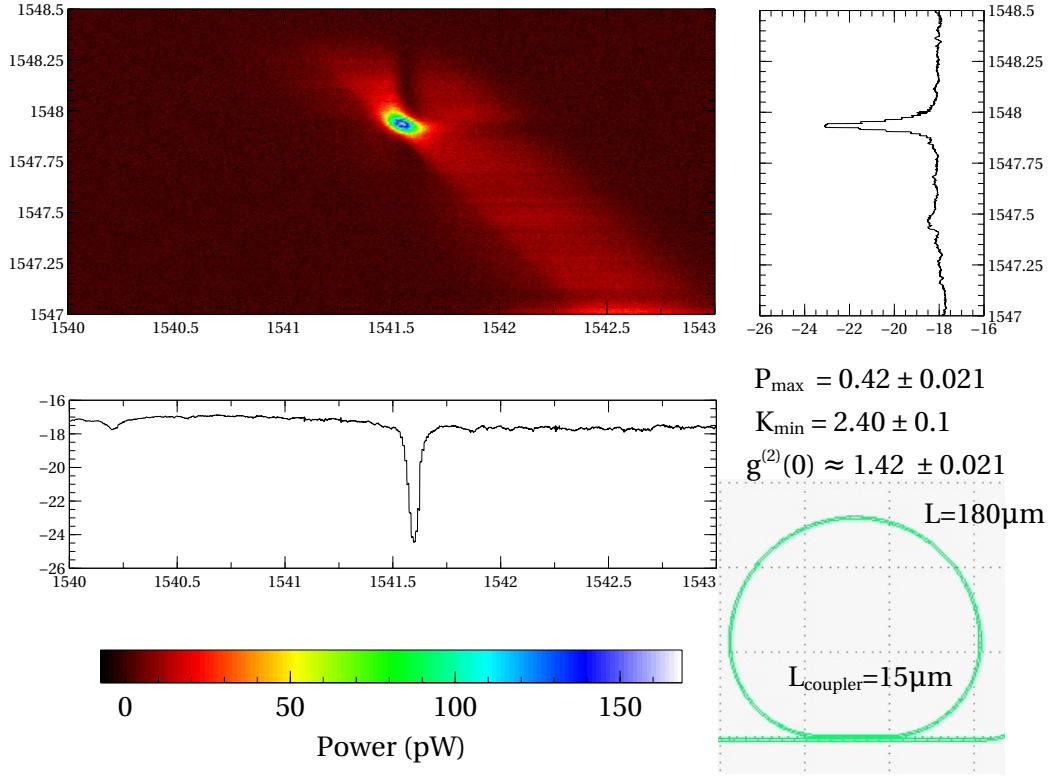 1548.5
1548.25
1548
1547.75
1547.5
1547.25
1547
1540 1540.5 1541 1541.5 1542 1542.5 1543
1548.5
1548.25
1548
1547.75
1547.5
1547.25
1547
−26 −24 −22 −20 −18 −16
−16
−18
−20
−22
−24
−26
1540 1540.5 1541 1541.5 1542 1542.5 1543
Pmax = 0.42 ± 0.021
Kmin = 2.40 ± 0.1
g(2)(0) ≈ 1.42 ± 0.021
L=180µm
Lcoupler=15µm
0 50 100 150
Power (pW)